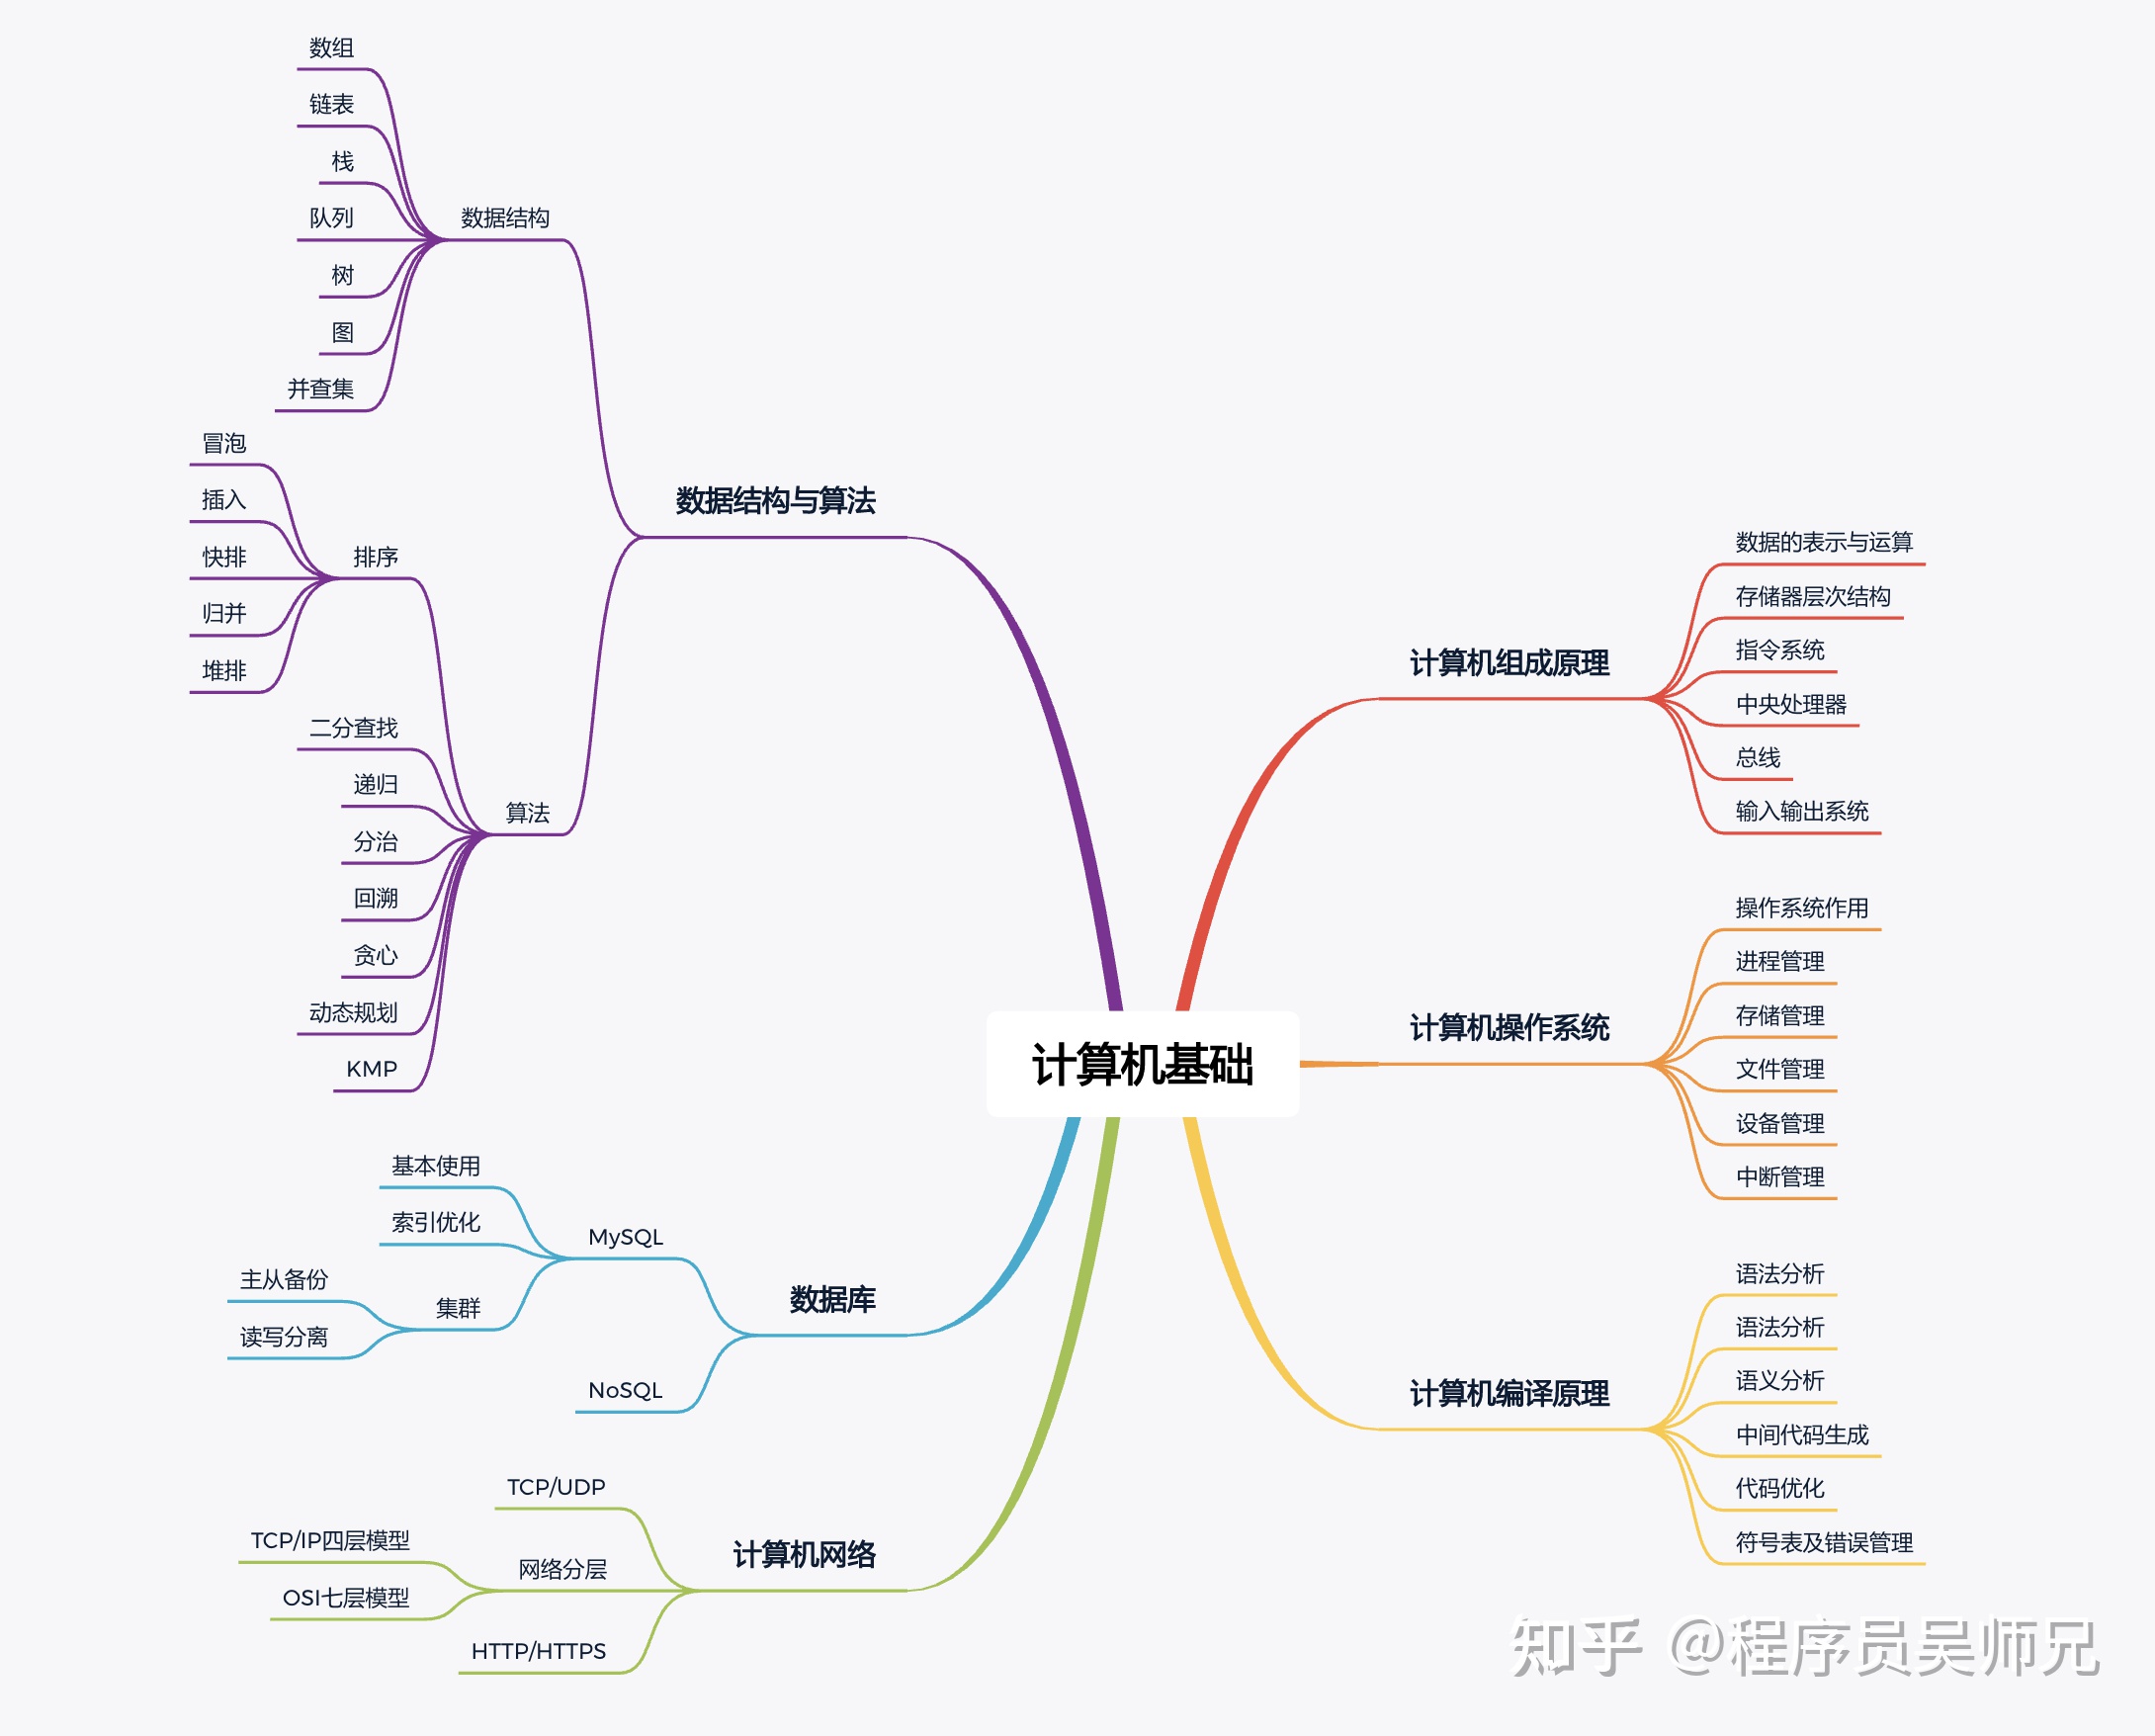 计算机基础
数据结构与算法
数据结构
数组
链表
栈
队列
树
图
并查集
算法
排序
冒泡
插入
快排
归并
堆排
二分查找
递归
分治
回溯
贪心
动态规划
KMP
数据库
MySQL
基本使用
索引优化
集群
主从备份
读写分离
NoSQL
计算机网络
TCP/UDP
网络分层
TCP/IP四层模型
OSI七层模型
HTTP/HTTPS
计算机组成原理
数据的表示与运算
存储器层次结构
指令系统
中央处理器
总线
输入输出系统
计算机操作系统
操作系统作用
进程管理
存储管理
文件管理
设备管理
中断管理
计算机编译原理
语法分析
语法分析
语义分析
中间代码生成
代码优化
符号表及错误管理
知乎 @程序员吴师兄